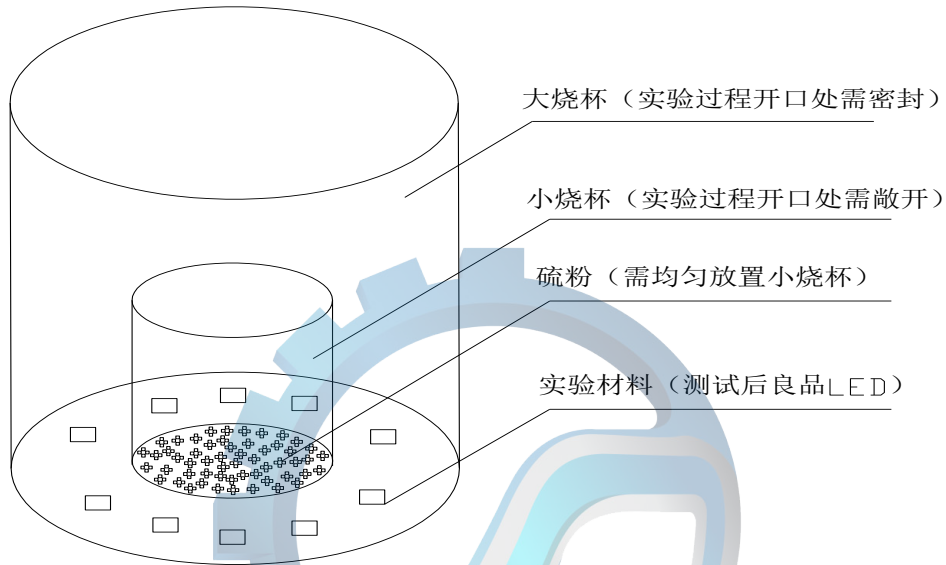 大烧杯（实验过程开口处需密封）
小烧杯（实验过程开口处需敞开）
硫粉（需均匀放置小烧杯）
实验材料（测试后良品LED）